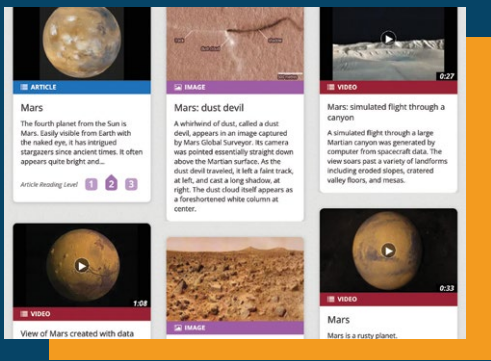 ARTICLE
Mars
The fourth planet from the Sun is
Mars. Easily visible from Earth with
the naked eye, it has intrigued
stargazers since ancient times. It often
appears quite bright and...
Article Reading Level 1 2 3
1:08
VIDEO
View of Mars created with data
IMAGE
Mars: dust devil
A whirlwind of dust, called a dust
devil, appears in an image captured
by Mars Global Surveyor. Its camera
was pointed essentially straight down
above the Martian surface. As the
dust devil traveled, it left a faint track,
at left, and cast a long shadow, at
right. The dust cloud itself appears as
a foreshortened white column at
center.
IMAGE
0:27
VIDEO
Mars: simulated flight through a
canyon
A simulated flight through a large
Martian canyon was generated by
computer from spacecraft data. The
view soars past a variety of landforms
including eroded slopes, cratered
valley floors, and mesas.
0:33
VIDEO
Mars
Mars is a rusty planet.